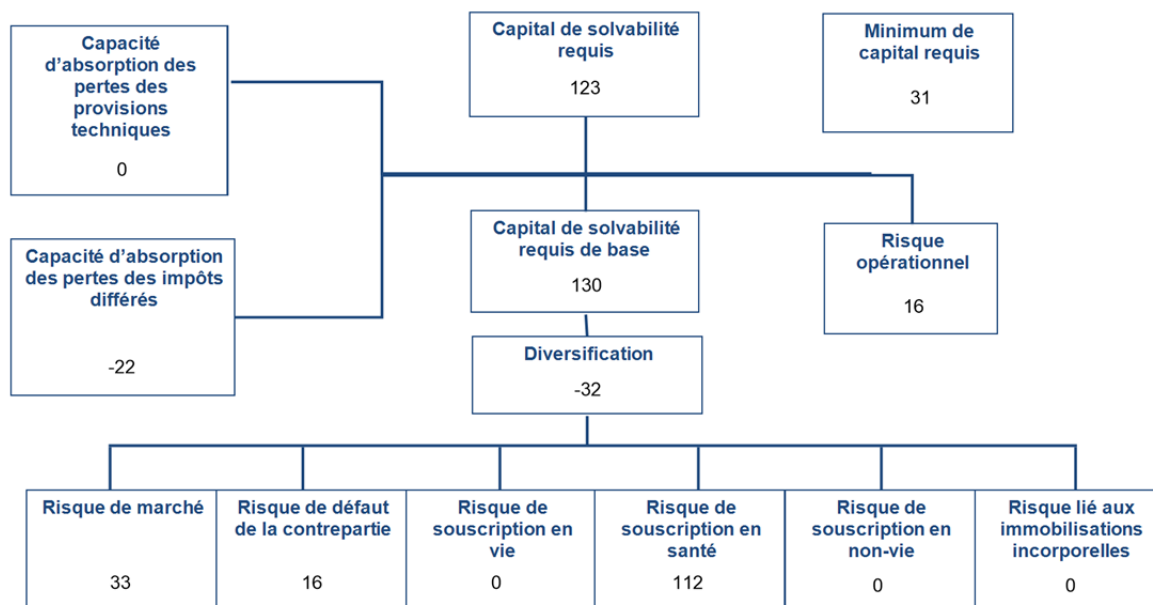 Capacité
d’absorption des
pertes des
provisions
techniques
0
Capital de solvabilité
requis
123
Minimum de
capital requis
31
Capacité d’absorption
des pertes des impôts
différés
-22
Capital de solvabilité
requis de base
130
Risque
opérationnel
16
Diversification
-32
Risque de marché
33
Risque de défaut
de la contrepartie
16
Risque de
souscription en
vie
0
Risque de
souscription en
santé
112
Risque de
souscription en
non-vie
0
Risque lié aux
immobilisations
incorporelles
0